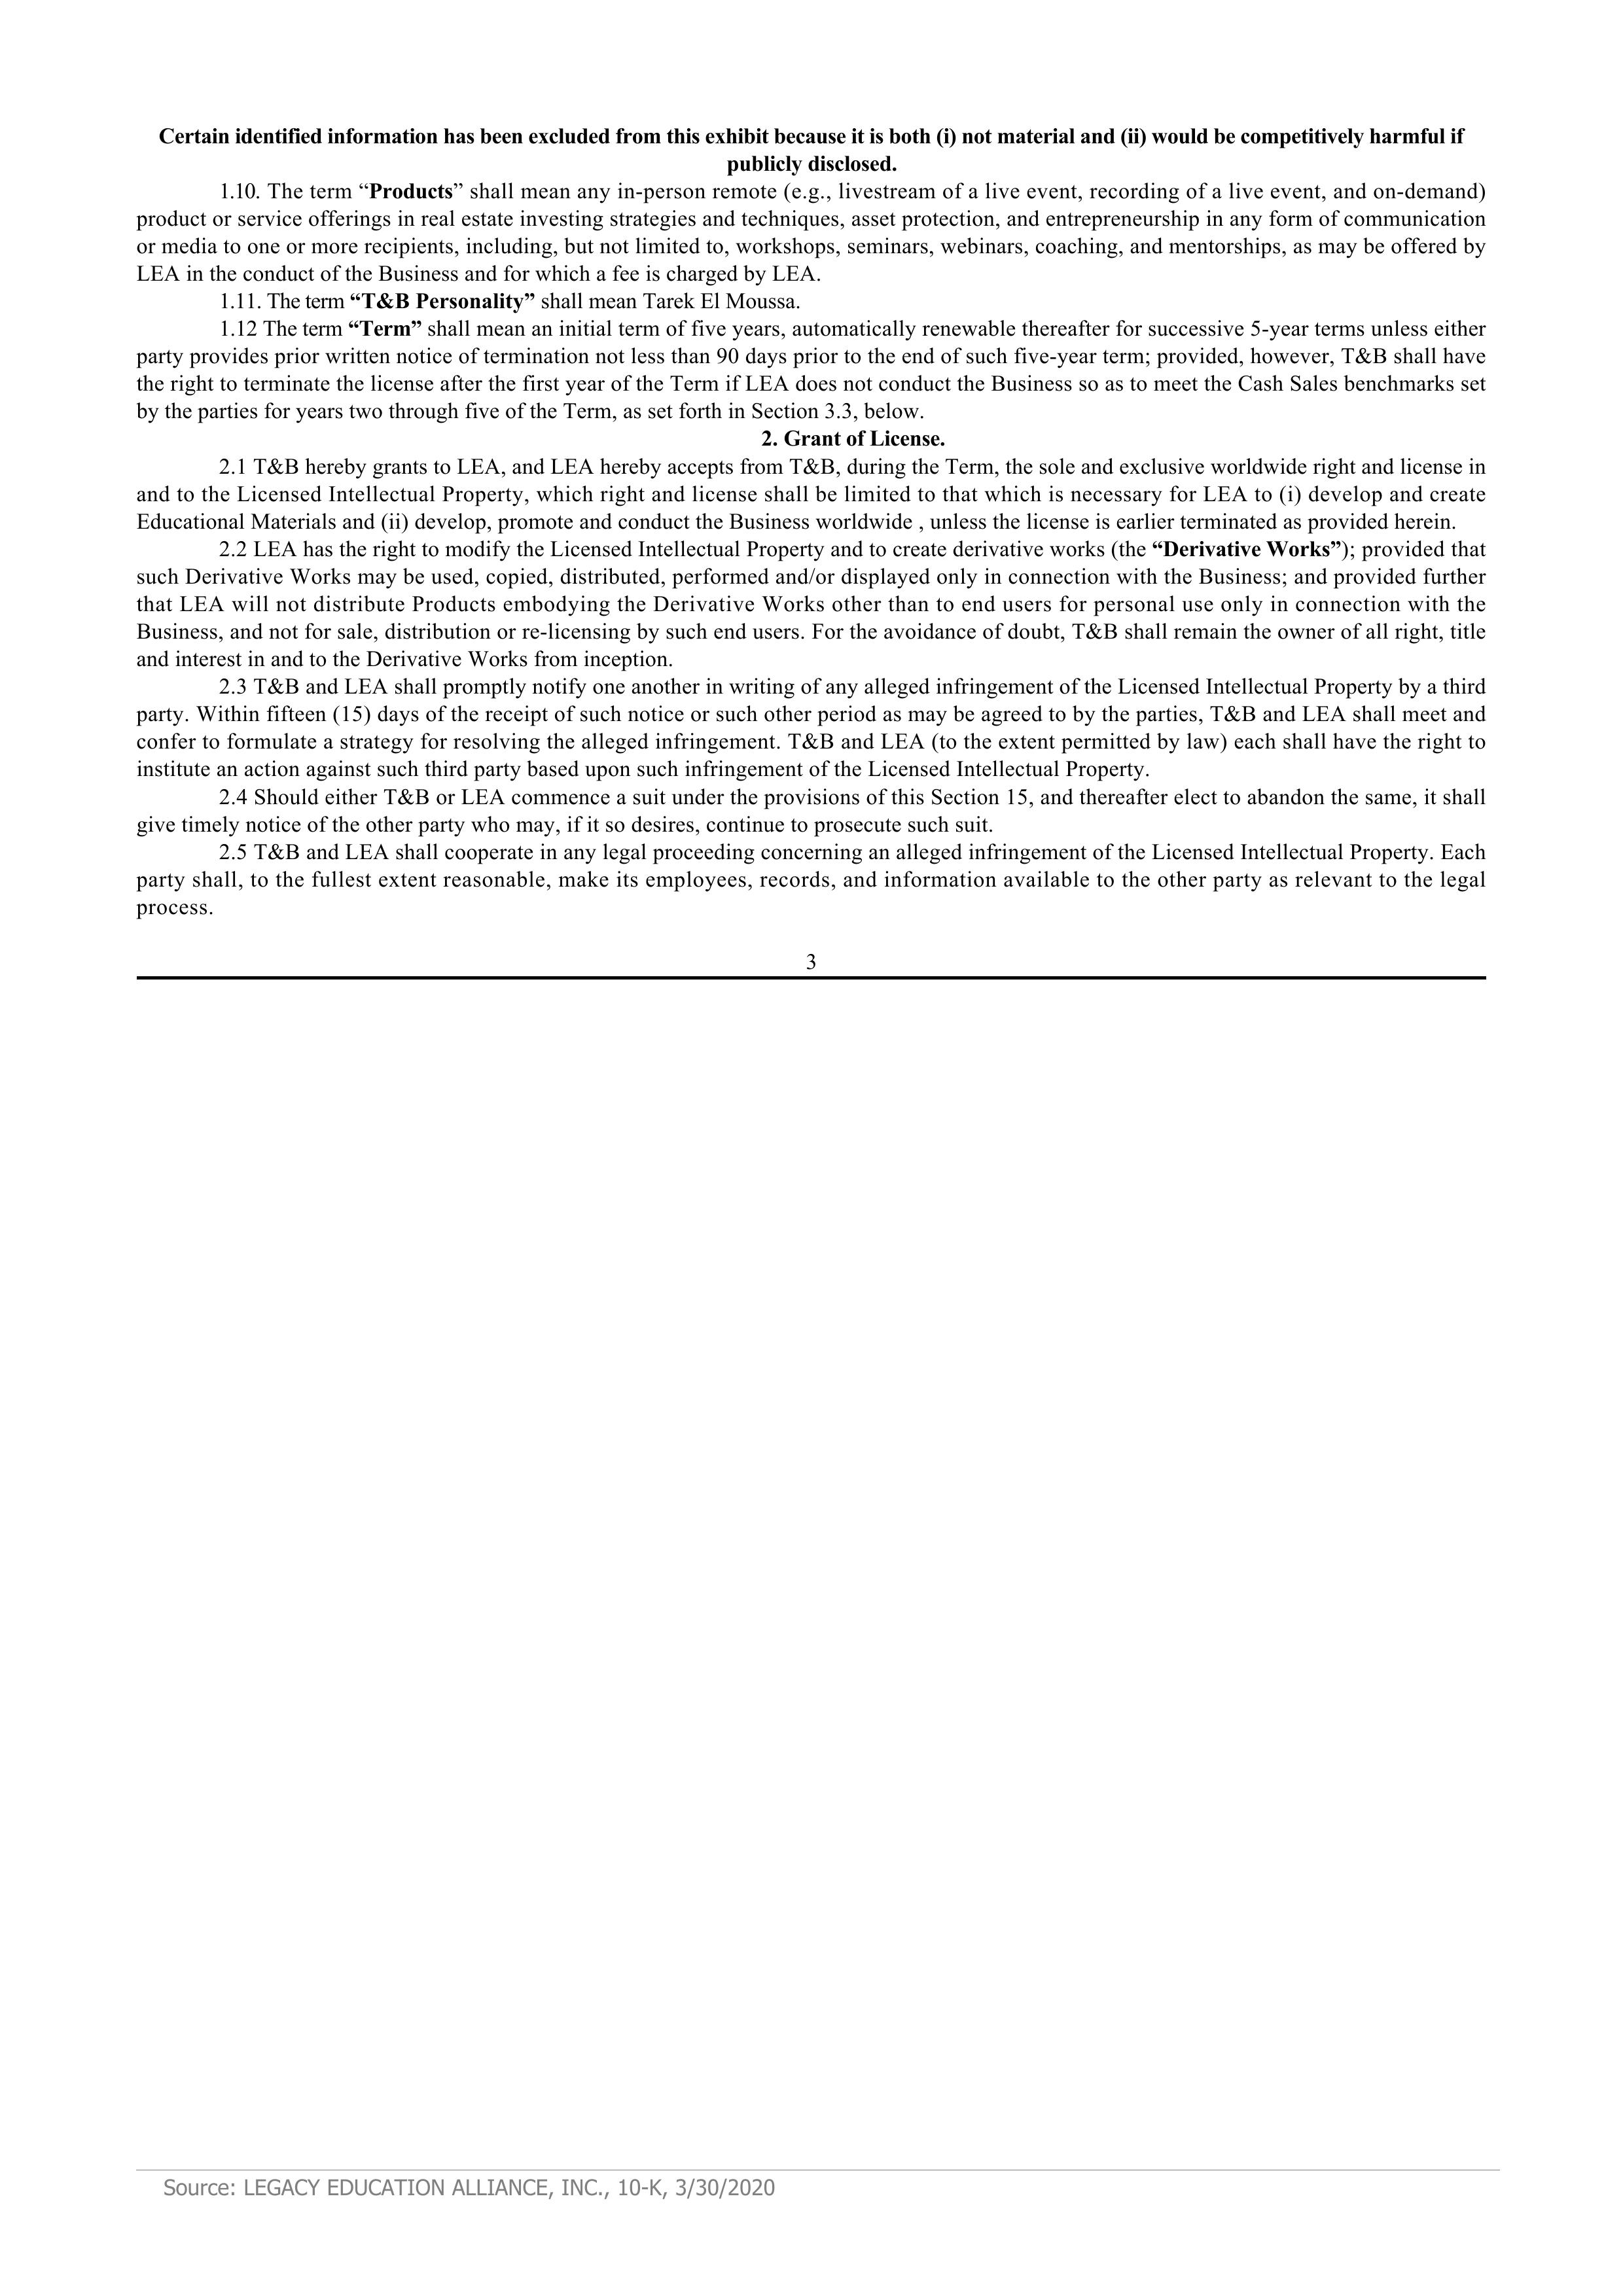 Certain identified information has been excluded from this exhibit because it is both (i) not material and (ii) would be competitively harmful if
publicly disclosed.
1.10. The term “Products” shall mean any in-person remote (e.g., livestream of a live event, recording of a live event, and on-demand)
product or service offerings in real estate investing strategies and techniques, asset protection, and entrepreneurship in any form of communication
or media to one or more recipients, including, but not limited to, workshops, seminars, webinars, coaching, and mentorships, as may be offered by
LEA in the conduct of the Business and for which a fee is charged by LEA.
1.11. The term “T&B Personality” shall mean Tarek El Moussa.
1.12 The term “Term” shall mean an initial term of five years, automatically renewable thereafter for successive 5-year terms unless either
party provides prior written notice of termination not less than 90 days prior to the end of such five-year term; provided, however, T&B shall have
the right to terminate the license after the first year of the Term if LEA does not conduct the Business so as to meet the Cash Sales benchmarks set
by the parties for years two through five of the Term, as set forth in Section 3.3, below.
2. Grant of License.
2.1 T&B hereby grants to LEA, and LEA hereby accepts from T&B, during the Term, the sole and exclusive worldwide right and license in
and to the Licensed Intellectual Property, which right and license shall be limited to that which is necessary for LEA to (i) develop and create
Educational Materials and (ii) develop, promote and conduct the Business worldwide , unless the license is earlier terminated as provided herein.
2.2 LEA has the right to modify the Licensed Intellectual Property and to create derivative works (the “Derivative Works”); provided that
such Derivative Works may be used, copied, distributed, performed and/or displayed only in connection with the Business; and provided further
that LEA will not distribute Products embodying the Derivative Works other than to end users for personal use only in connection with the
Business, and not for sale, distribution or re-licensing by such end users. For the avoidance of doubt, T&B shall remain the owner of all right, title
and interest in and to the Derivative Works from inception.
2.3 T&B and LEA shall promptly notify one another in writing of any alleged infringement of the Licensed Intellectual Property by a third
party. Within fifteen (15) days of the receipt of such notice or such other period as may be agreed to by the parties, T&B and LEA shall meet and
confer to formulate a strategy for resolving the alleged infringement. T&B and LEA (to the extent permitted by law) each shall have the right to
institute an action against such third party based upon such infringement of the Licensed Intellectual Property.
2.4 Should either T&B or LEA commence a suit under the provisions of this Section 15, and thereafter elect to abandon the same, it shall
give timely notice of the other party who may, if it so desires, continue to prosecute such suit.
2.5 T&B and LEA shall cooperate in any legal proceeding concerning an alleged infringement of the Licensed Intellectual Property. Each
party shall, to the fullest extent reasonable, make its employees, records, and information available to the other party as relevant to the legal
process.
3
Source: LEGACY EDUCATION ALLIANCE, INC., 10-K, 3/30/2020